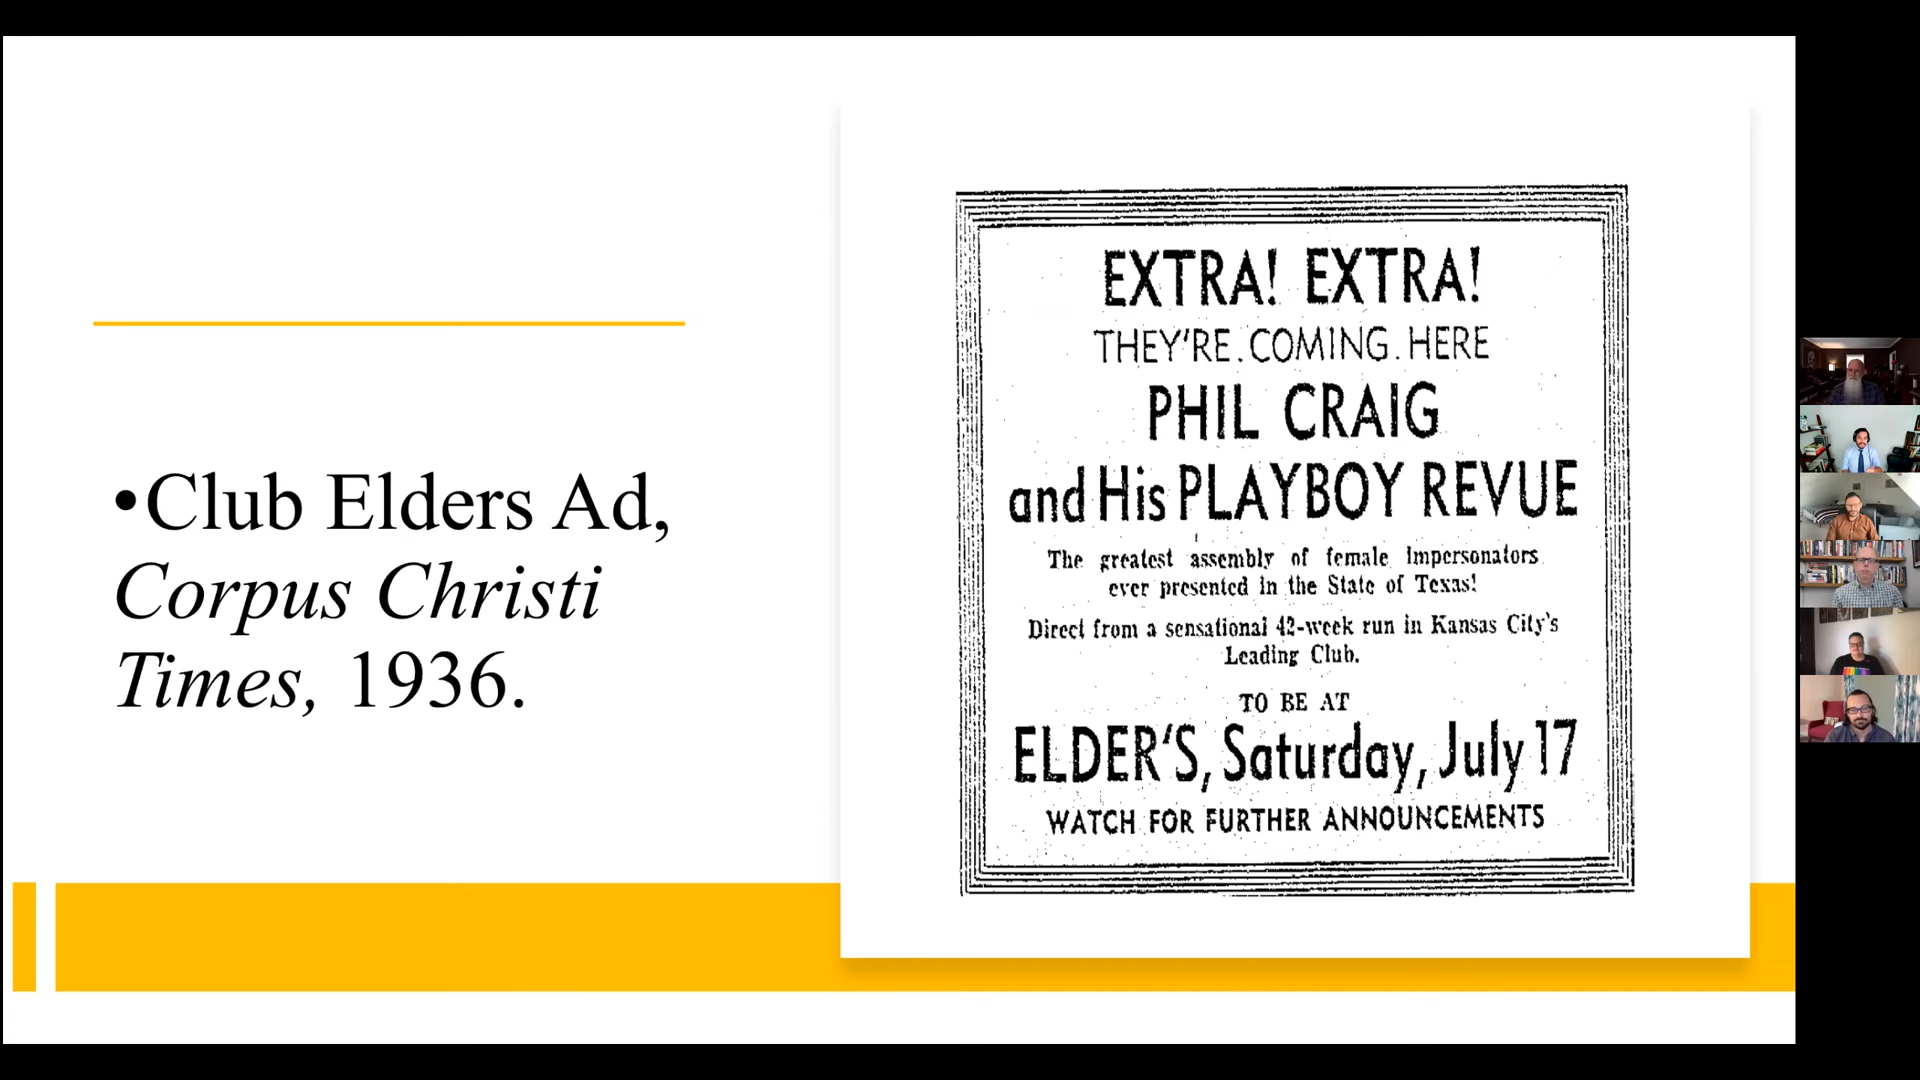 •Club Elders Ad,
Corpus Christi
Times, 1936.
EXTRA! EXTRA!
THEY'RE.COMING.HERE
PHIL CRAIG
and His PLAYBOY REVUE
The greatest assembly of female Impersonators
ever presented in the State of Texas!
Direct from a sensational 42-week run in Kansas City's
Leading Club.
TO BE AT
ELDER'S, Saturday, July 17
WATCH FOR FURTHER ANNOUNCEMENTS